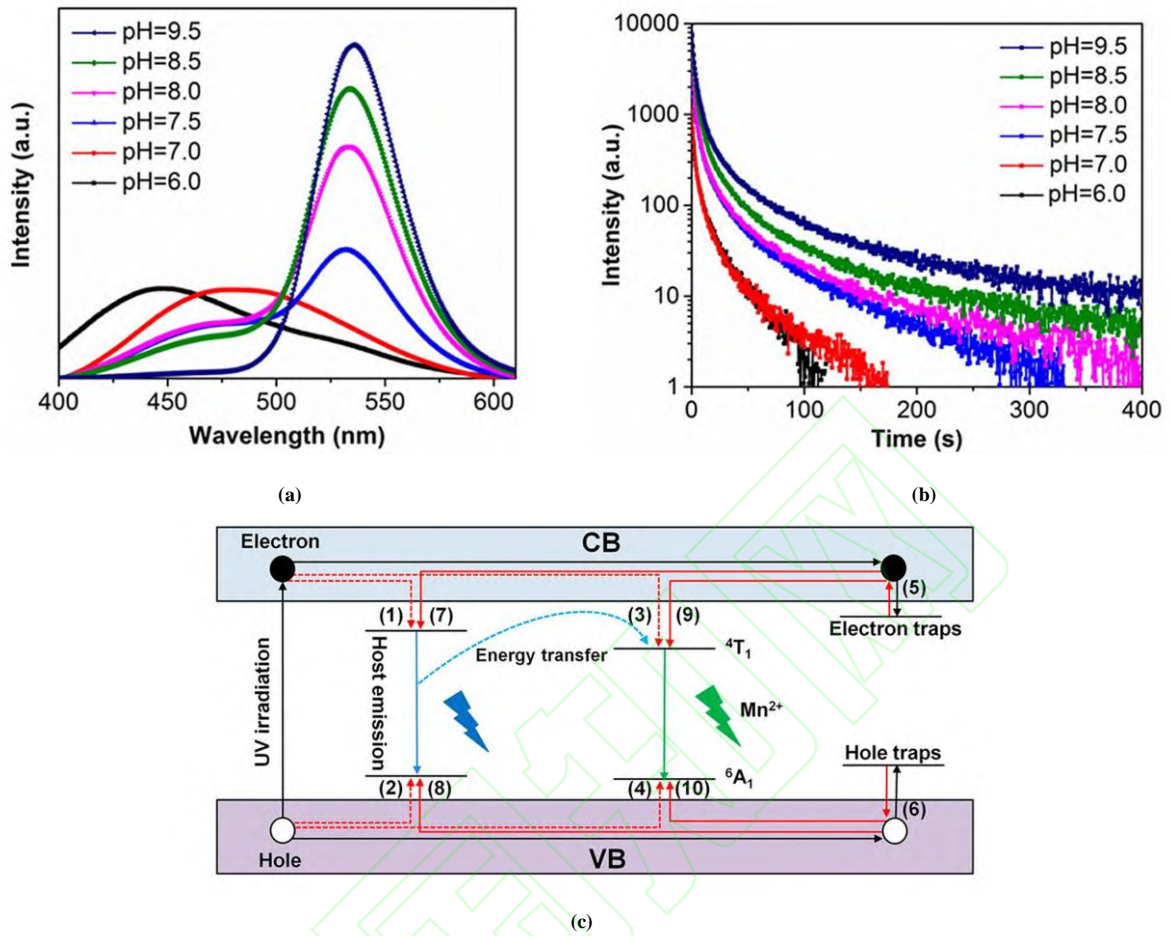 (a)
pH=9.5
pH=8.5
pH=8.0
pH=7.5
pH=7.0
pH=6.0
Intensity (a.u.)
400 450 500 550 600
Wavelength (nm)
(b)
pH=9.5
pH=8.5
pH=8.0
pH=7.5
pH=7.0
pH=6.0
Intensity (a.u.)
10000
1000
100
10
1
0 100 200 300 400
Time (s)
Electron
CB
(1) (7) (3) (9) (5)
Electron traps
UV irradiation
Host emission
Energy transfer
⁴T₁
Mn²⁺
Hole traps
⁶A₁
(2) (8) (4) (10) (6)
Hole
VB
(c)